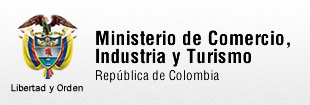 Ministerio de Comercio,
Industria y Turismo
República de Colombia
Libertad y Orden